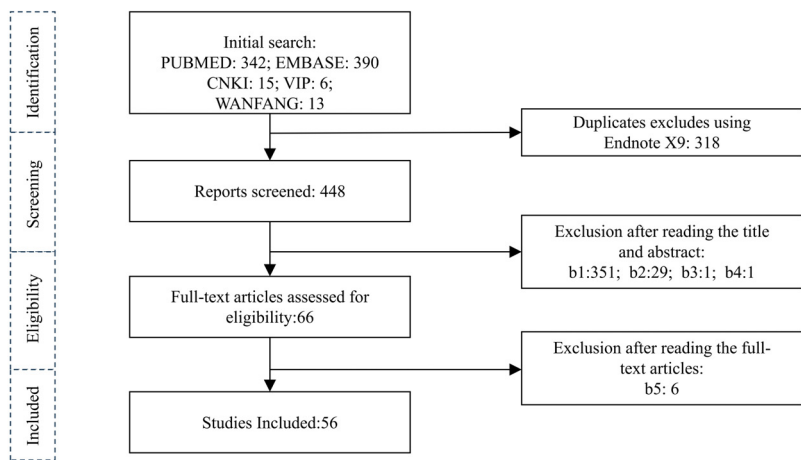 Identification
Initial search:
PUBMED: 342; EMBASE: 390
CNKI: 15; VIP: 6;
WANFANG: 13
Duplicates excludes using
Endnote X9: 318
Screening
Reports screened: 448
Exclusion after reading the title
and abstract:
b1:351; b2:29; b3:1; b4:1
Eligibility
Full-text articles assessed for
eligibility:66
Exclusion after reading the full-
text articles:
b5: 6
Included
Studies Included:56